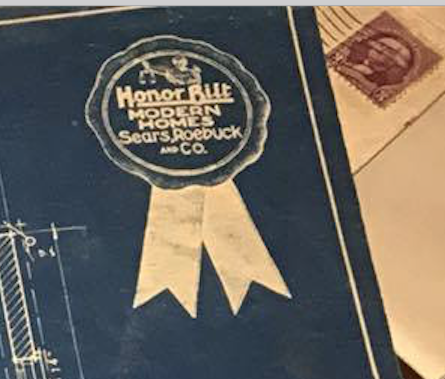 Honor Bilt
MODERN
HOMES
Sears, Roebuck
AND CO.